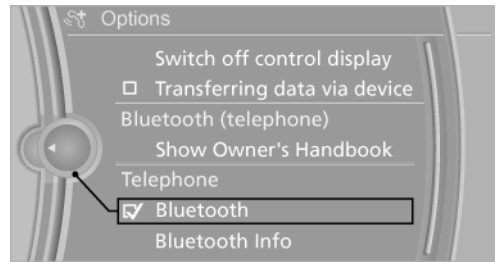 Options
Switch off control display
Transferring data via device
Bluetooth (telephone)
Show Owner's Handbook
Telephone
Bluetooth
Bluetooth Info